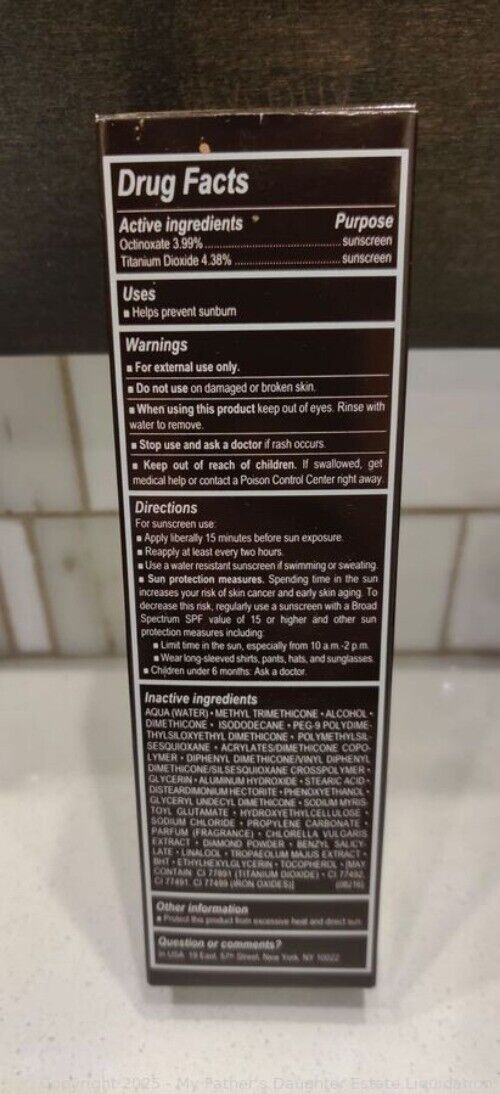 Drug Facts
Active ingredients Purpose
Octinoxate 3.99% sunscreen
Titanium Dioxide 4.38% sunscreen
Uses
▪ Helps prevent sunburn
Warnings
▪ For external use only.
▪ Do not use on damaged or broken skin.
▪ When using this product keep out of eyes. Rinse with
water to remove.
▪ Stop use and ask a doctor if rash occurs.
▪ Keep out of reach of children. If swallowed, get
medical help or contact a Poison Control Center right away.
Directions
For sunscreen use:
▪ Apply liberally 15 minutes before sun exposure.
▪ Reapply at least every two hours.
▪ Use a water resistant sunscreen if swimming or sweating.
▪ Sun protection measures. Spending time in the sun
increases your risk of skin cancer and early skin aging. To
decrease this risk, regularly use a sunscreen with a Broad
Spectrum SPF value of 15 or higher and other sun
protection measures including:
▪ Limit time in the sun, especially from 10 a.m.-2 p.m.
▪ Wear long-sleeved shirts, pants, hats, and sunglasses.
▪ Children under 6 months: Ask a doctor.
Inactive ingredients
AQUA (WATER) • METHYL TRIMETHICONE • ALCOHOL •
DIMETHICONE • ISODODECANE • PEG-9 POLYDIME-
THYLSILOXYETHYL DIMETHICONE • POLYMETHYLSIL-
SESQUIOXANE • ACRYLATES/DIMETHICONE COPO-
LYMER • DIPHENYL DIMETHICONE/VINYL DIPHENYL
DIMETHICONE/SILSESQUIOXANE CROSSPOLYMER •
GLYCERIN • ALUMINUM HYDROXIDE • STEARIC ACID •
DISTEARDIMONIUM HECTORITE • PHENOXYETHANOL •
GLYCERYL UNDECYL DIMETHICONE • SODIUM MYRIS-
TOYL GLUTAMATE • HYDROXYETHYLCELLULOSE •
SODIUM CHLORIDE • PROPYLENE CARBONATE •
PARFUM (FRAGRANCE) • CHLORELLA VULGARIS
EXTRACT • DIAMOND POWDER • BENZYL SALICY-
LATE • LINALOOL • TROPAEOLUM MAJUS EXTRACT •
BHT • ETHYLHEXYLGLYCERIN • TOCOPHEROL • [MAY
CONTAIN: CI 77891 (TITANIUM DIOXIDE) • CI 77492,
CI 77491, CI 77499 (IRON OXIDES)]
Other information
▪ Protect this product from excessive heat and direct sun.
Question or comments?
In USA: 19 East, 57th Street, New York, NY 10022
Copyright 2025 - My Father's Daughter Estate Liquidation